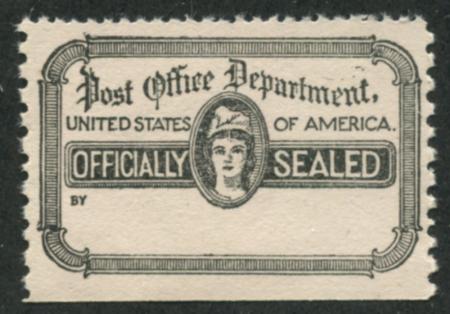 Post Office Department,
UNITED STATES OF AMERICA.
OFFICIALLY SEALED
BY